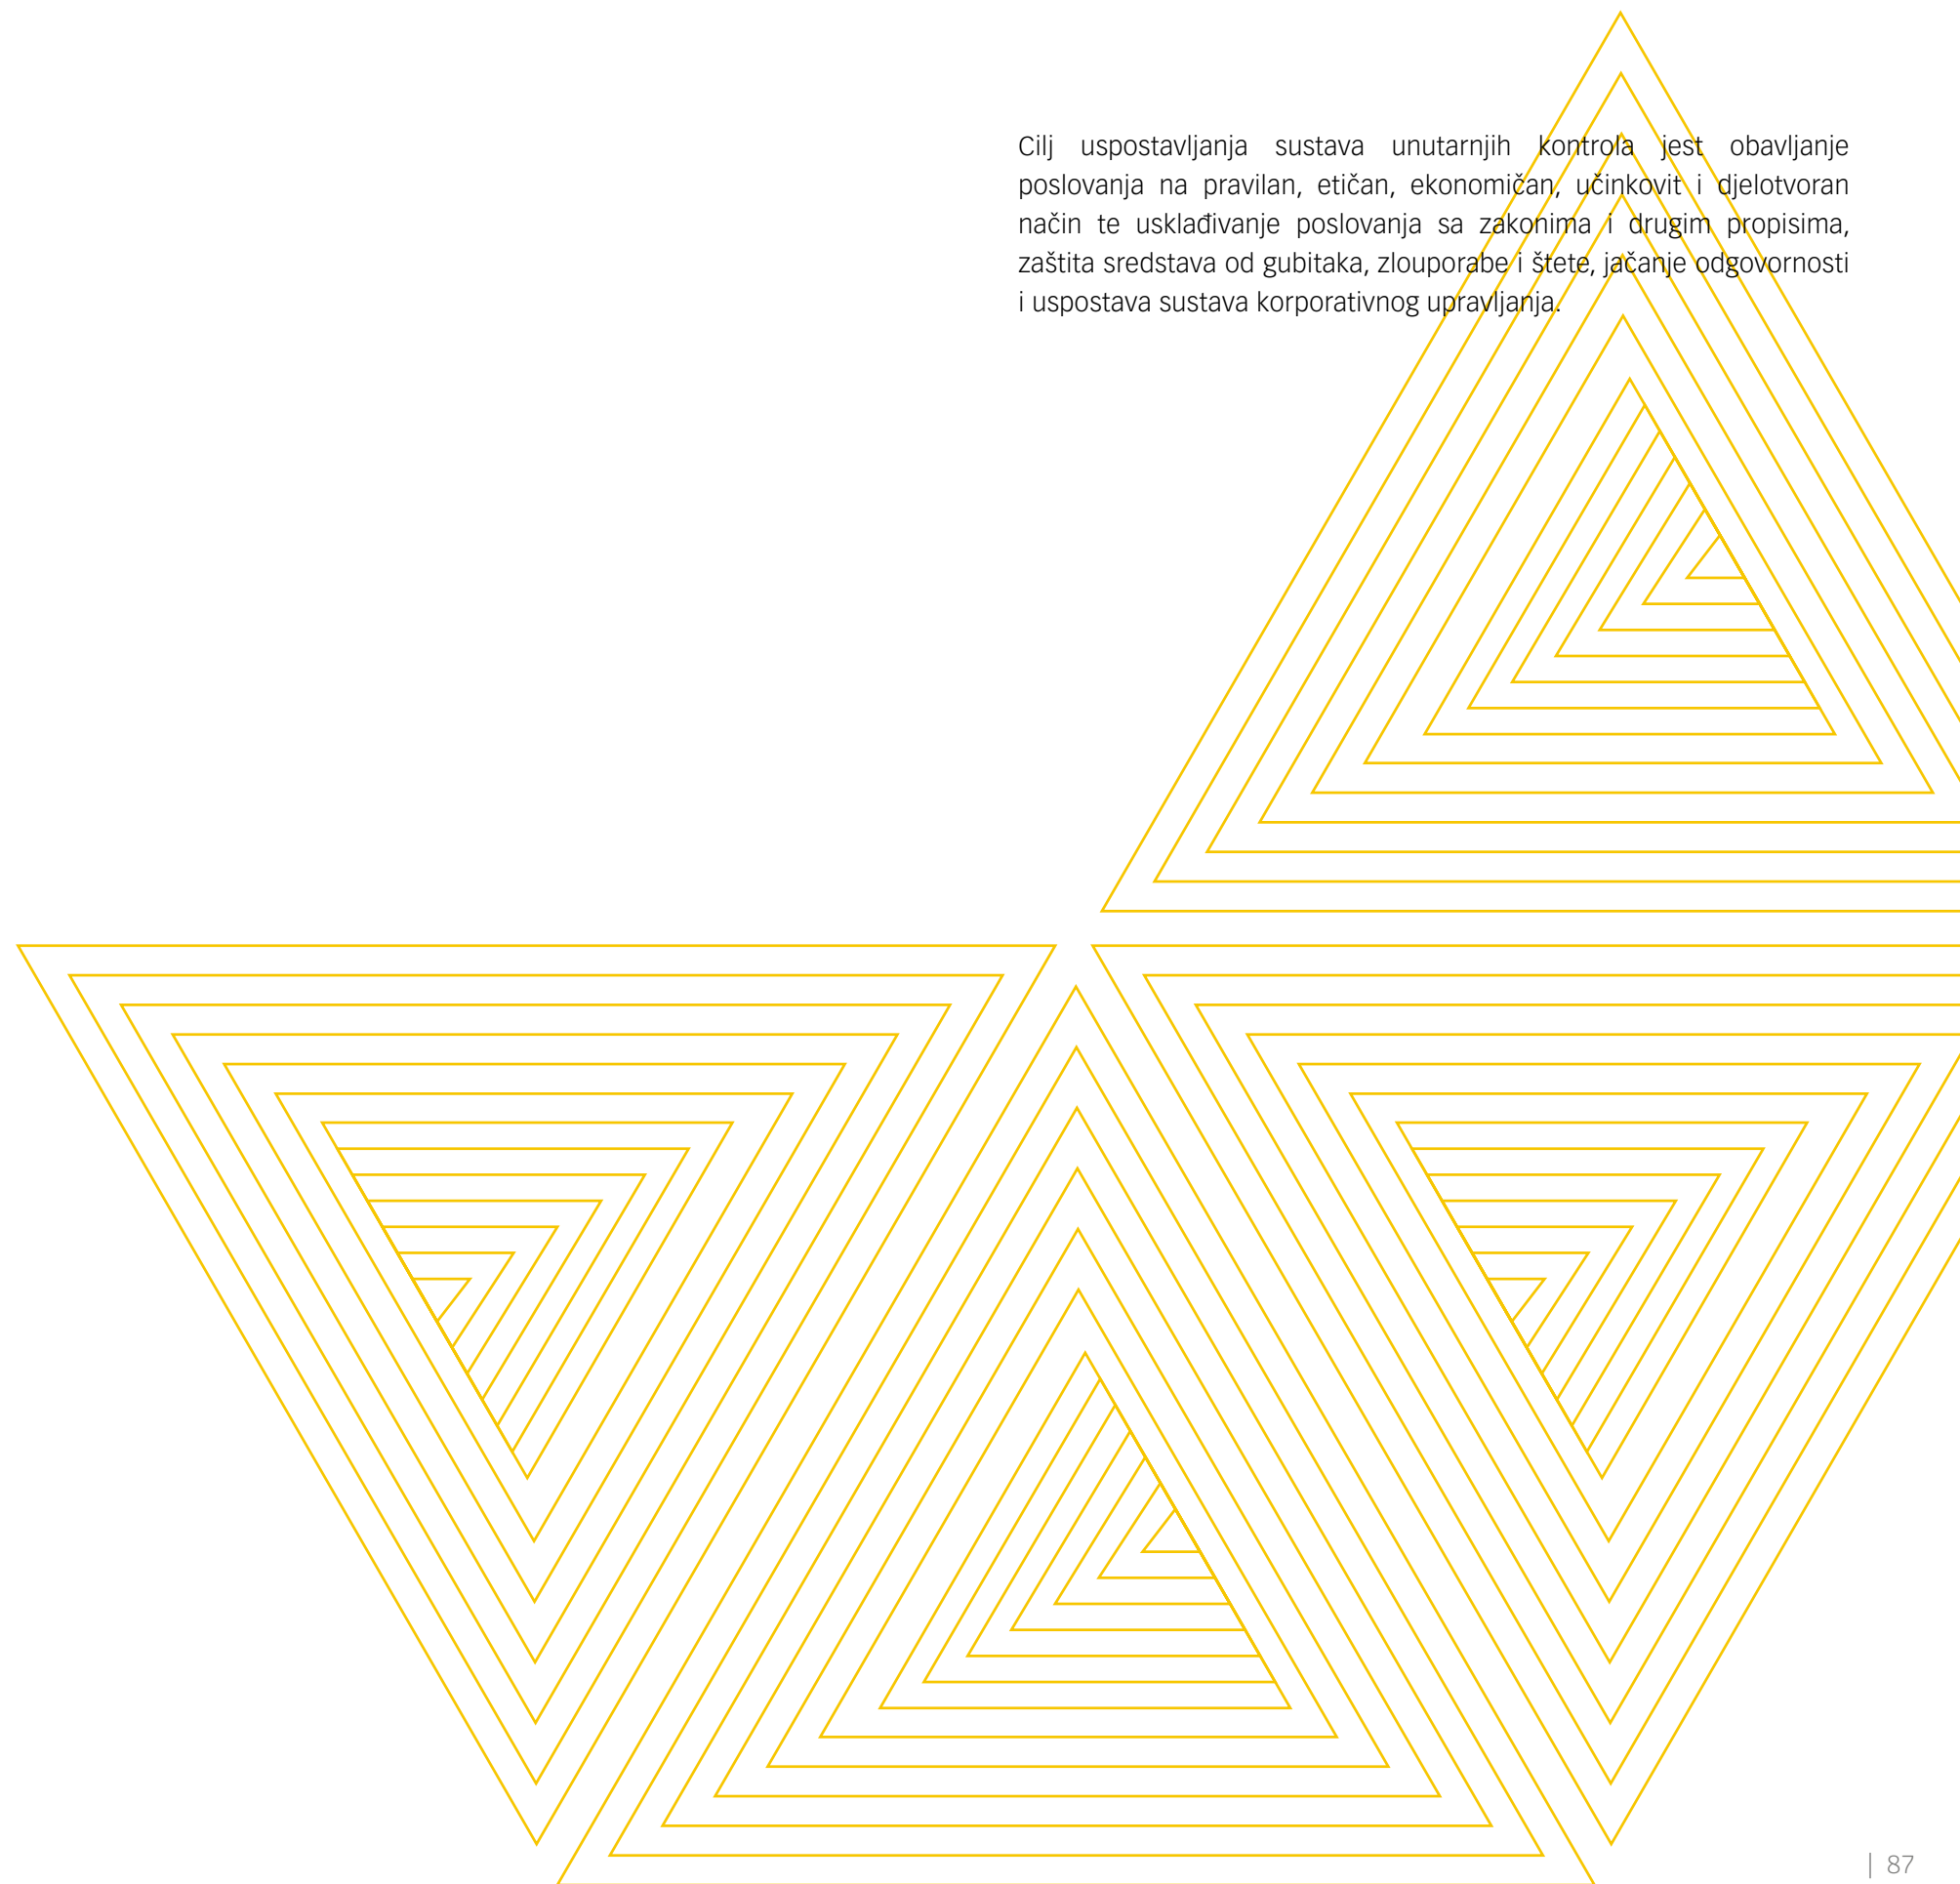 Cilj uspostavljanja sustava unutarnjih kontrola jest obavljanje
poslovanja na pravilan, etičan, ekonomičan, učinkovit i djelotvoran
način te usklađivanje poslovanja sa zakonima i drugim propisima,
zaštita sredstava od gubitaka, zlouporabe i štete, jačanje odgovornosti
i uspostava sustava korporativnog upravljanja.
| 87